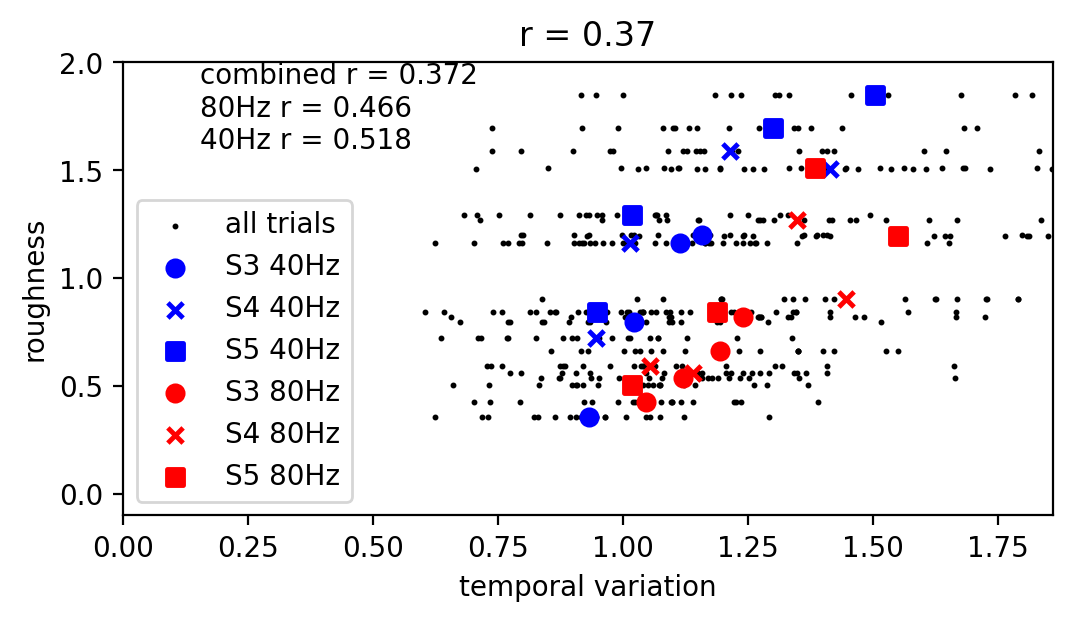 r = 0.37
combined r = 0.372
80Hz r = 0.466
40Hz r = 0.518
all trials
S3 40Hz
S4 40Hz
S5 40Hz
S3 80Hz
S4 80Hz
S5 80Hz
roughness
2.0
1.5
1.0
0.5
0.0
0.00 0.25 0.50 0.75 1.00 1.25 1.50 1.75
temporal variation